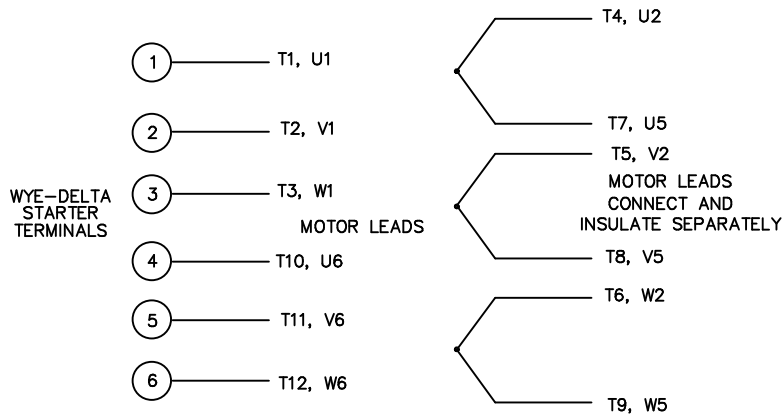 T4, U2
1
T1, U1
2
T2, V1
T7, U5
T5, V2
WYE-DELTA
STARTER
TERMINALS
3
T3, W1
MOTOR LEADS
MOTOR LEADS
CONNECT AND
INSULATE SEPARATELY
4
T10, U6
T8, V5
5
T11, V6
T6, W2
6
T12, W6
T9, W5